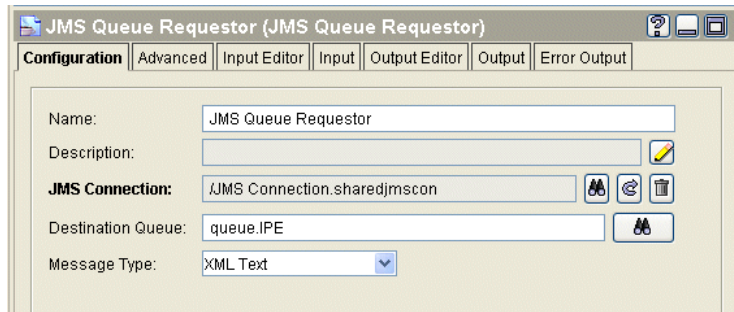 JMS Queue Requestor (JMS Queue Requestor) ?
Configuration Advanced Input Editor Input Output Editor Output Error Output
Name: JMS Queue Requestor
Description:
JMS Connection: /JMS Connection.sharedjmscon
Destination Queue: queue.IPE
Message Type: XML Text